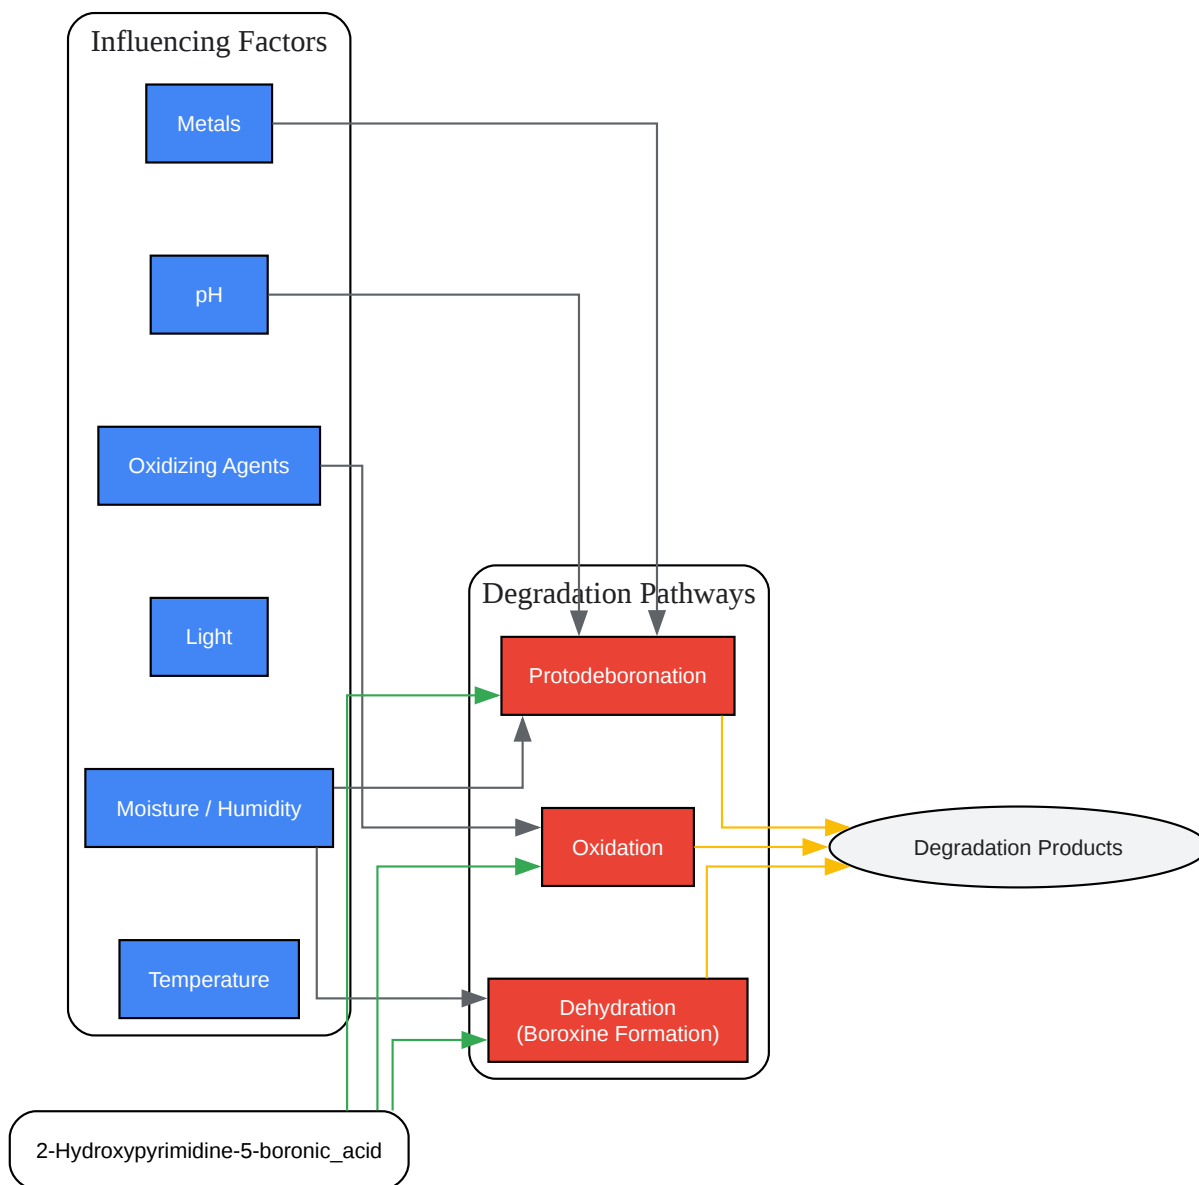 Influencing Factors
Metals
pH
Oxidizing Agents
Light
Moisture / Humidity
Temperature
Degradation Pathways
Protodeboronation
Oxidation
Dehydration
(Boroxine Formation)
Degradation Products
2-Hydroxypyrimidine-5-boronic_acid